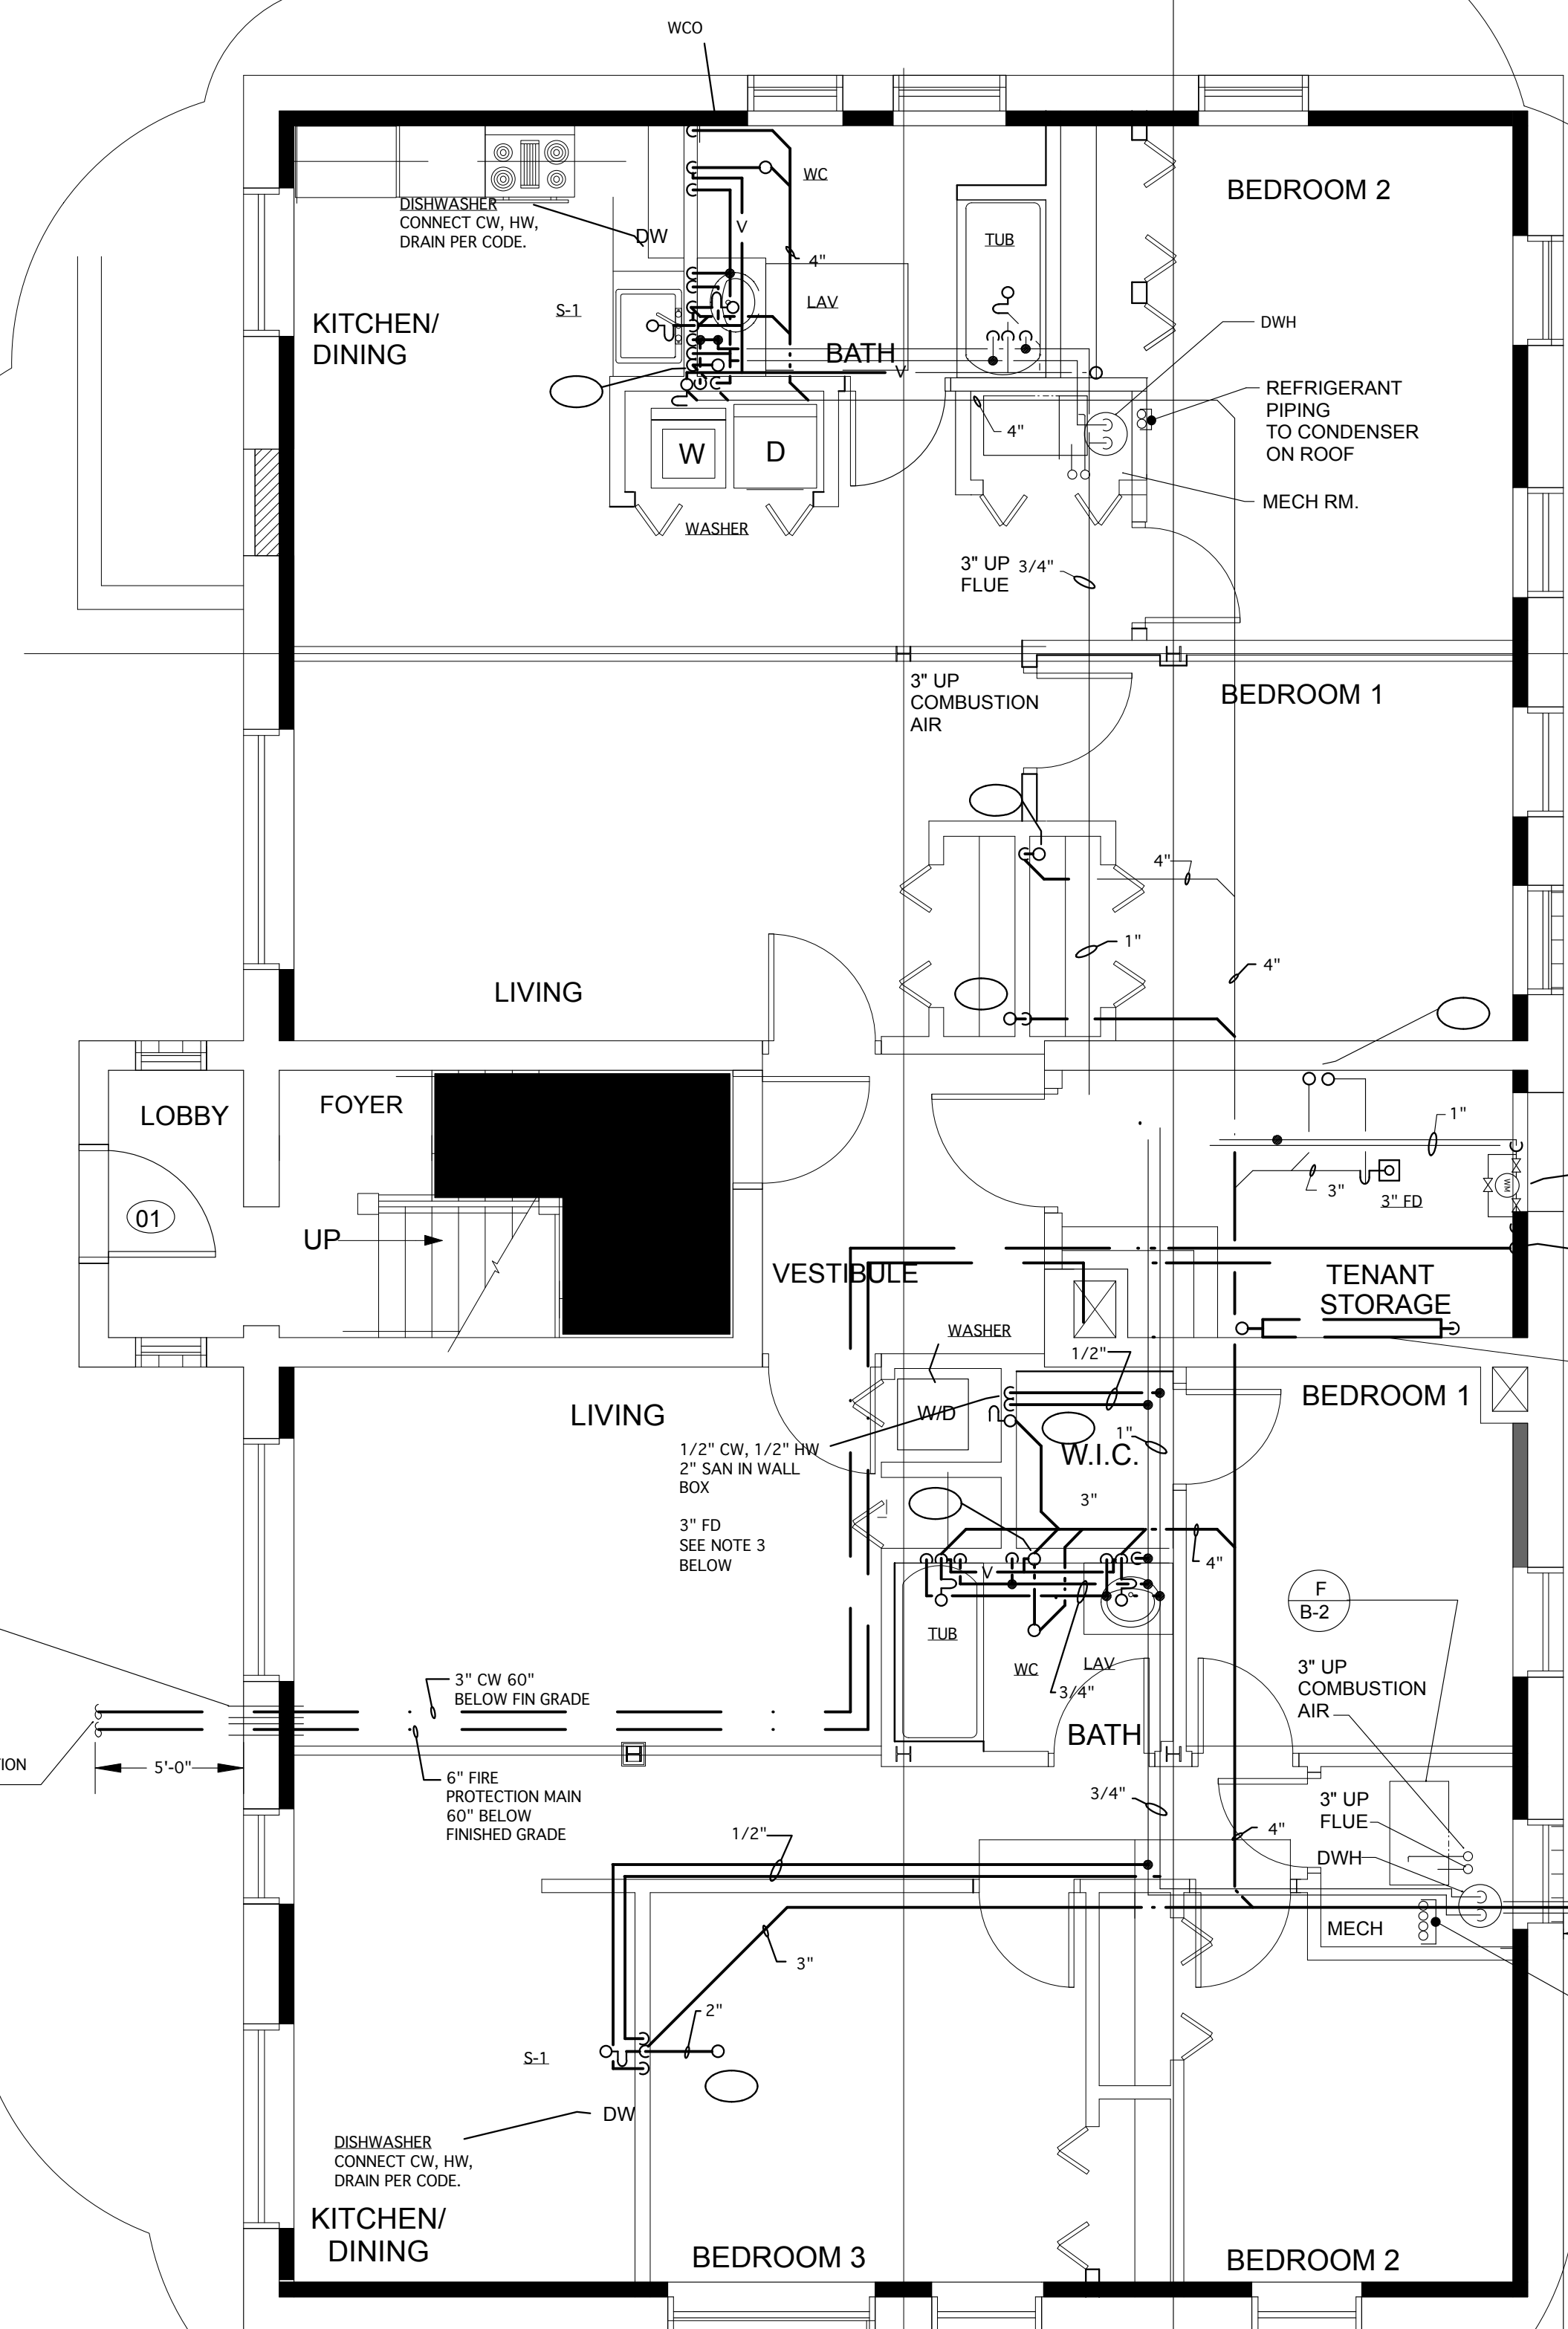 WCO
WC
BEDROOM 2
DISHWASHER
CONNECT CW, HW,
DRAIN PER CODE.
DW
V
4"
TUB
S-1
LAV
KITCHEN/
DINING
DWH
BATH
V
REFRIGERANT
PIPING
TO CONDENSER
ON ROOF
4"
W
D
MECH RM.
WASHER
3" UP
FLUE
3/4"
3" UP
COMBUSTION
AIR
BEDROOM 1
4"
1"
4"
LIVING
LOBBY
FOYER
1"
3"
3" FD
WM
01
UP
VESTIBULE
TENANT
STORAGE
WASHER
1/2"
BEDROOM 1
LIVING
W/D
1"
W.I.C.
1/2" CW, 1/2" HW
2" SAN IN WALL
BOX
3" FD
SEE NOTE 3
BELOW
3"
4"
V
F
B-2
TUB
WC
LAV
3/4"
3" UP
COMBUSTION
AIR
3" CW 60"
BELOW FIN GRADE
BATH
TION
5'-0"
6" FIRE
PROTECTION MAIN
60" BELOW
FINISHED GRADE
3/4"
3" UP
FLUE
1/2"
4"
DWH
MECH
3"
2"
S-1
DW
DISHWASHER
CONNECT CW, HW,
DRAIN PER CODE.
KITCHEN/
DINING
BEDROOM 3
BEDROOM 2